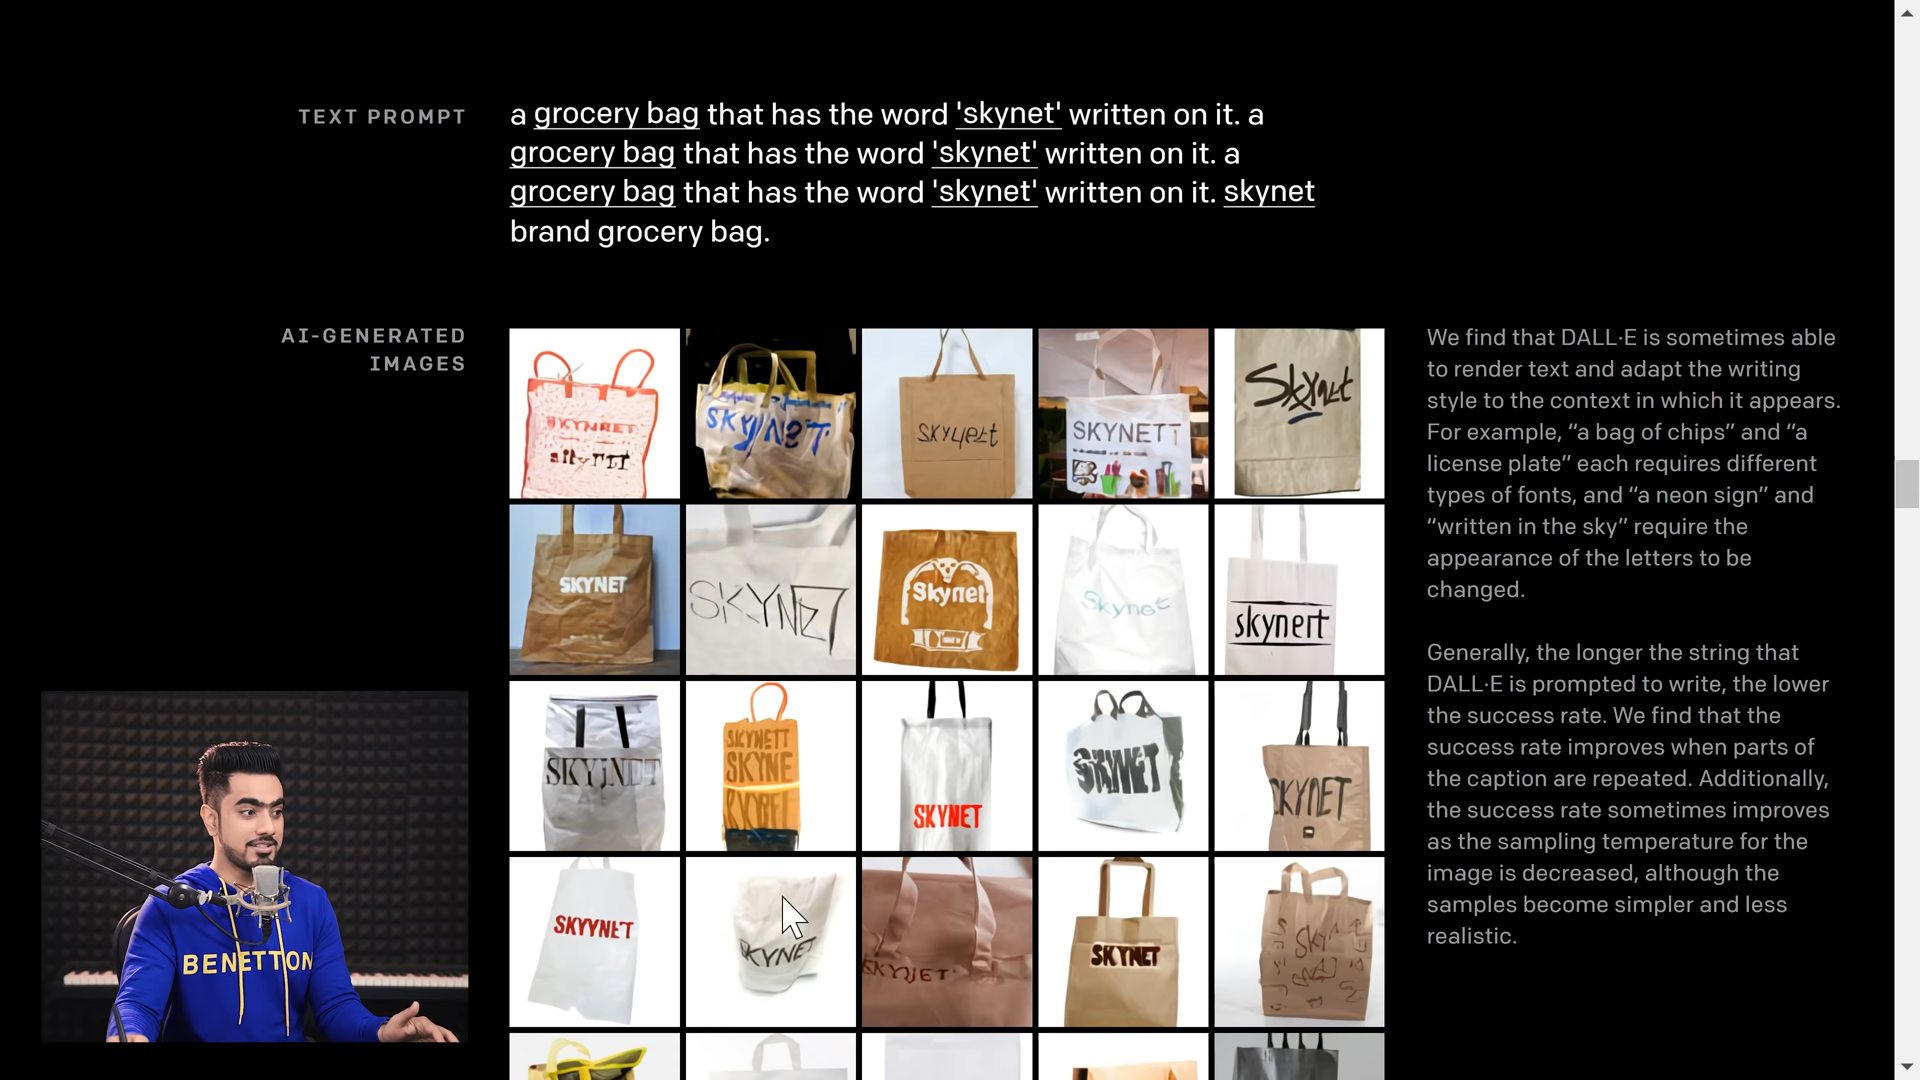 TEXT PROMPT
a grocery bag that has the word 'skynet' written on it. a
grocery bag that has the word 'skynet' written on it. a
grocery bag that has the word 'skynet' written on it. skynet
brand grocery bag.
AI-GENERATED
IMAGES
SKYNETT
SKYNET
Skynet
Skynet
skynert
SKYNETT
SKYNE
SKYNET
SKYNET
SKYYNET
SKYNET
SKYNET
We find that DALL·E is sometimes able
to render text and adapt the writing
style to the context in which it appears.
For example, “a bag of chips” and “a
license plate” each requires different
types of fonts, and “a neon sign” and
“written in the sky” require the
appearance of the letters to be
changed.
Generally, the longer the string that
DALL·E is prompted to write, the lower
the success rate. We find that the
success rate improves when parts of
the caption are repeated. Additionally,
the success rate sometimes improves
as the sampling temperature for the
image is decreased, although the
samples become simpler and less
realistic.
BENETTON